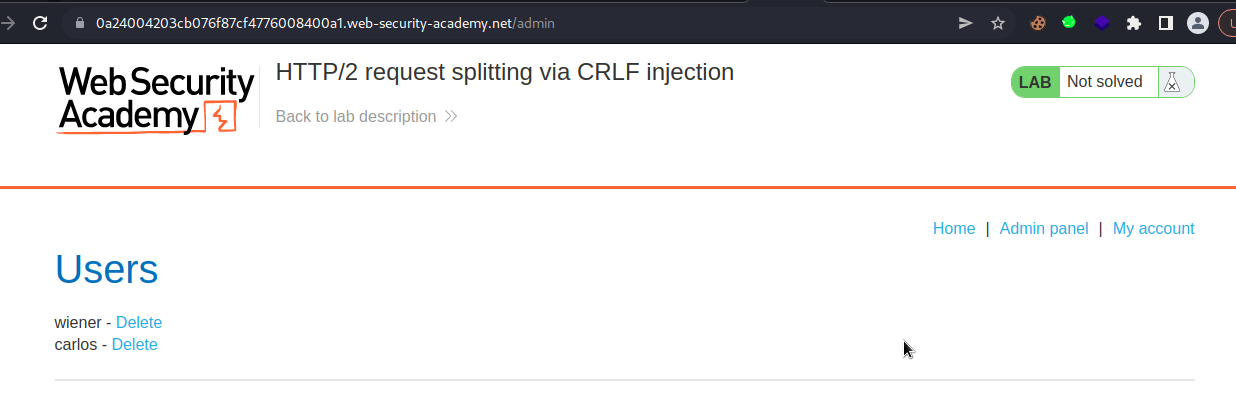 0a24004203cb076f87cf4776008400a1.web-security-academy.net/admin
Web Security
Academy
HTTP/2 request splitting via CRLF injection
Back to lab description
LAB Not solved
Home | Admin panel | My account
Users
wiener - Delete
carlos - Delete